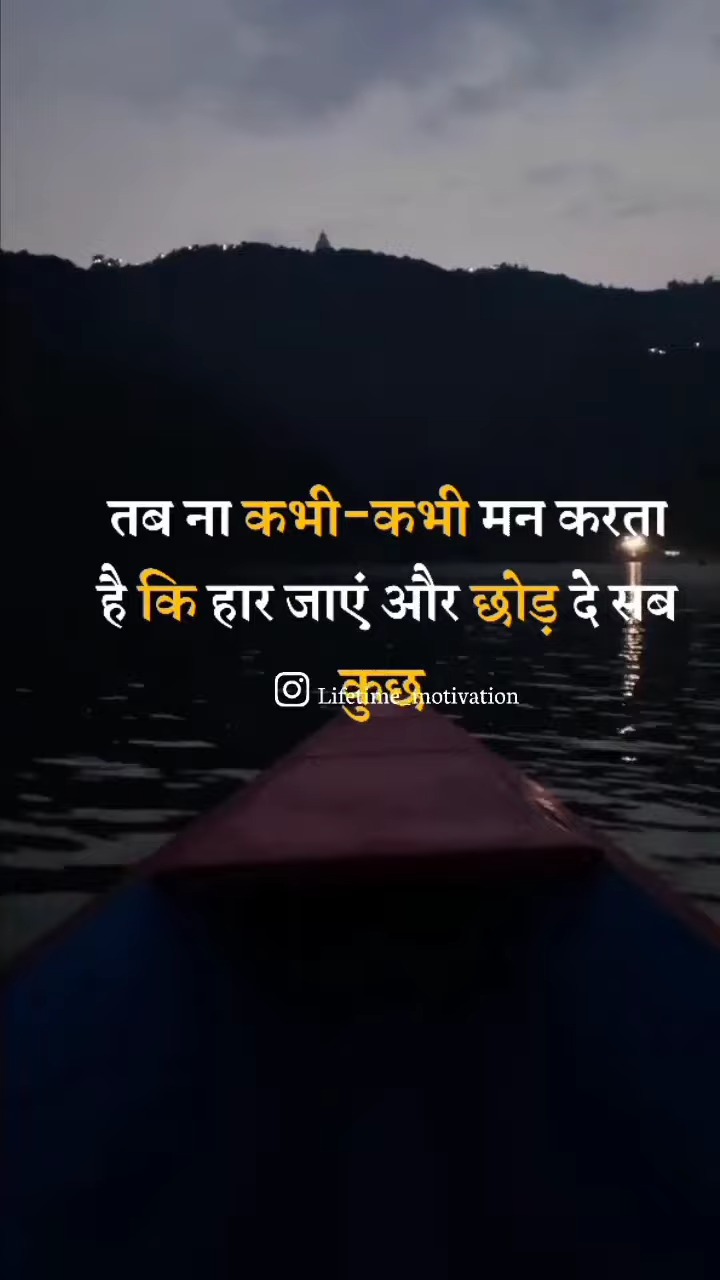 तब ना कभी-कभी मन करता
है कि हार जाएं और छोड़ दे सब
कुछ
Lifetime_motivation